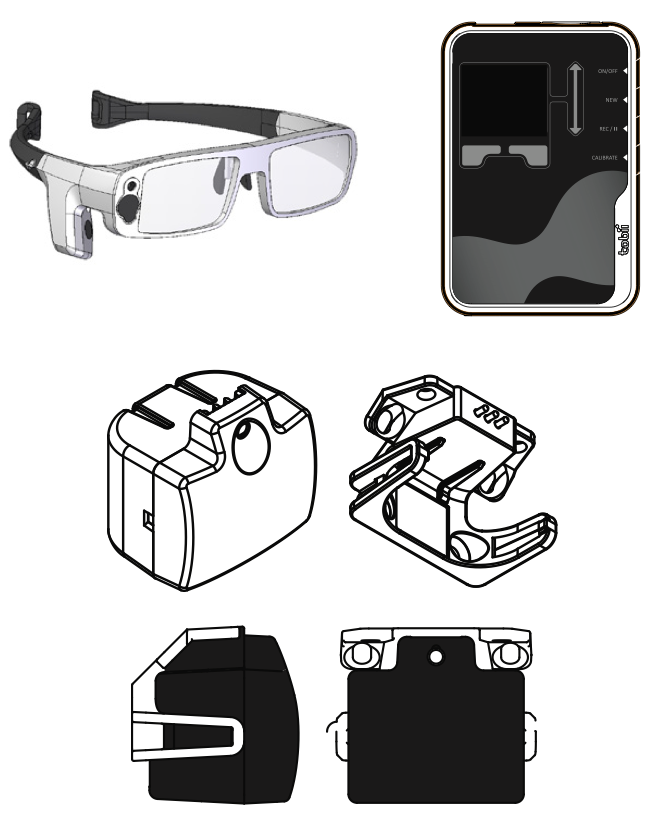 ON/OFF
NEW
REC / II
CALIBRATE
tobii